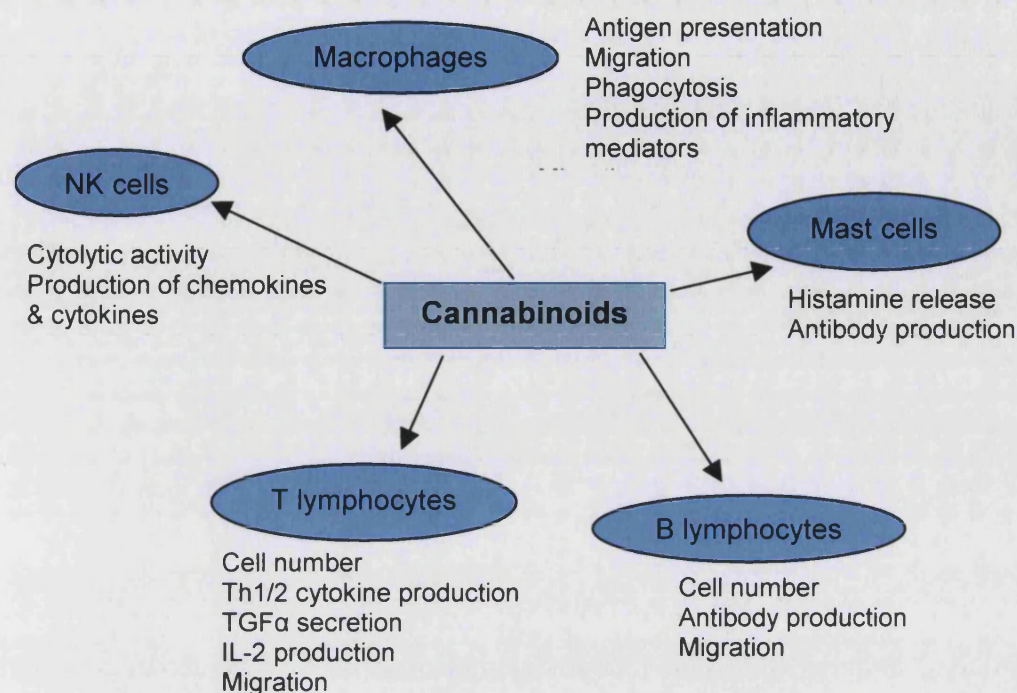 Macrophages
Antigen presentation
Migration
Phagocytosis
Production of inflammatory
mediators
NK cells
Cytolytic activity
Production of chemokines
& cytokines
Mast cells
Histamine release
Antibody production
Cannabinoids
T lymphocytes
Cell number
Th1/2 cytokine production
TGFα secretion
IL-2 production
Migration
B lymphocytes
Cell number
Antibody production
Migration